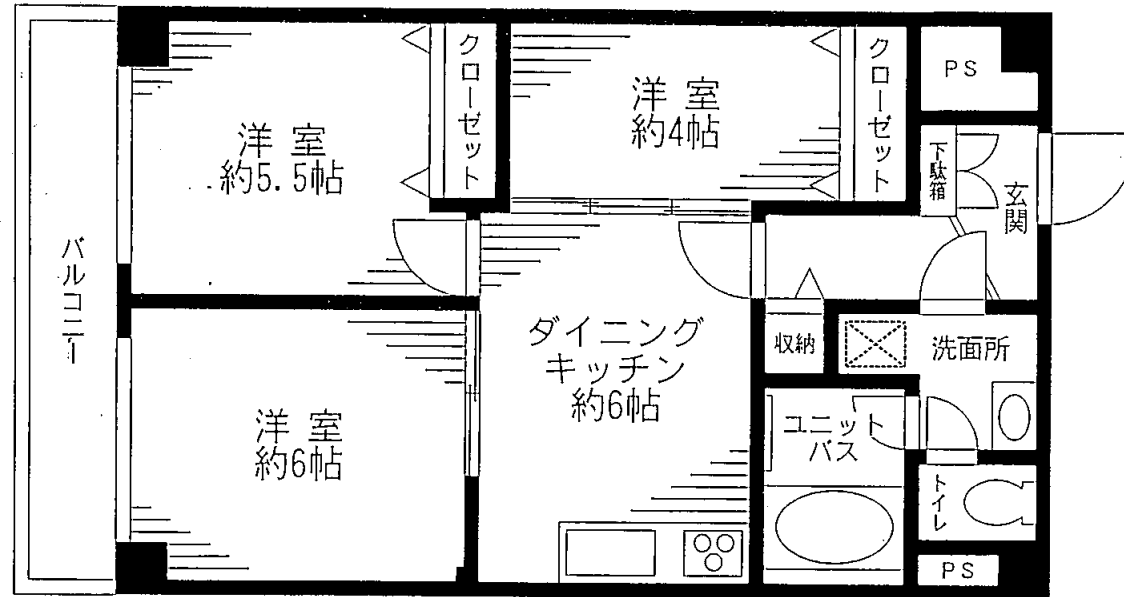 バルコニー
洋室
約5.5帖
クローゼット
洋室
約4帖
クローゼット
PS
下駄箱
玄関
洋室
約6帖
ダイニング
キッチン
約6帖
収納
洗面所
ユニット
バス
トイレ
PS